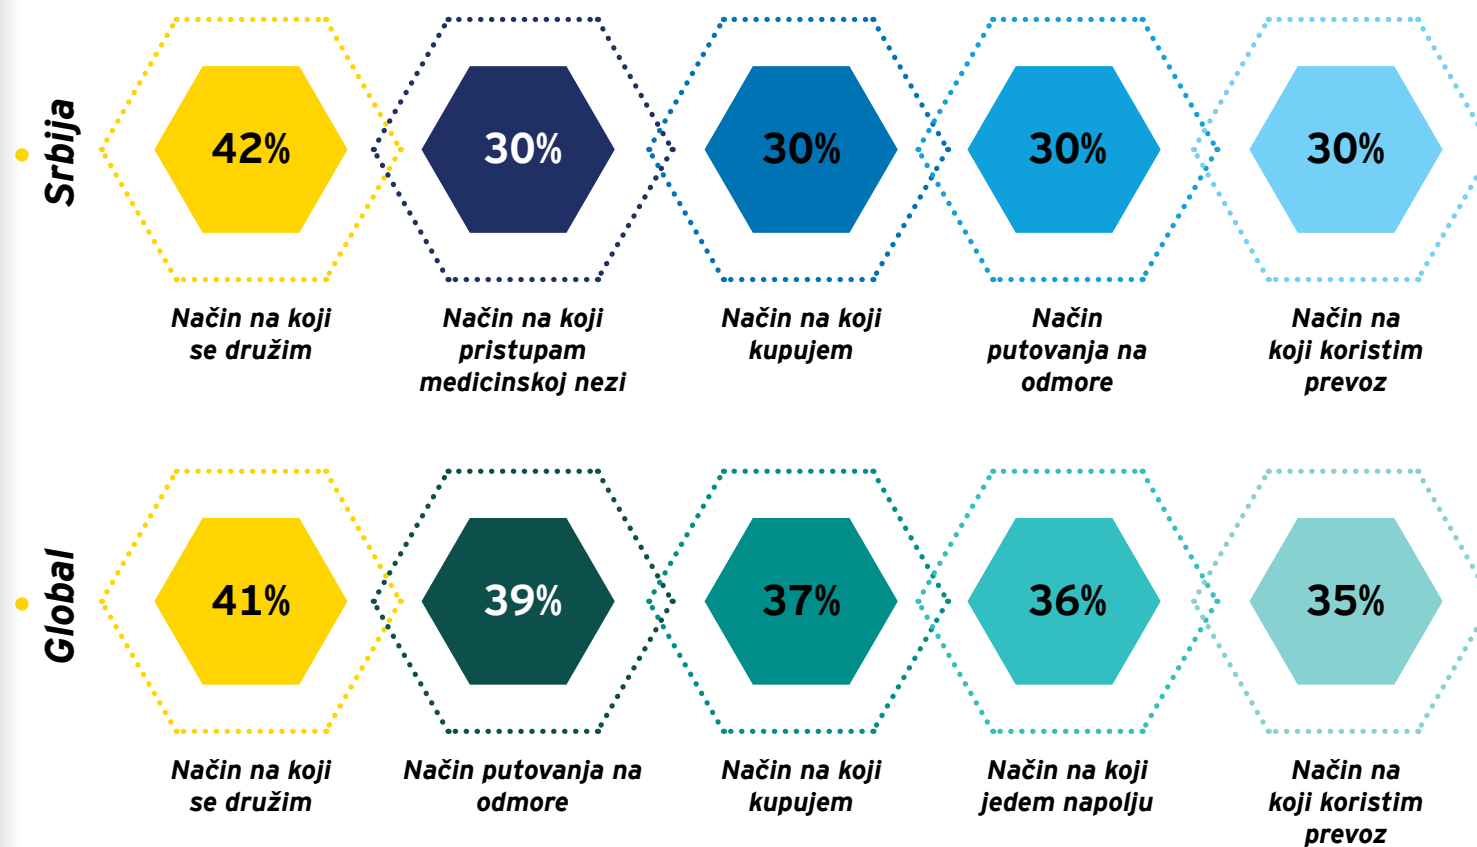 Srbija
42%
30%
30%
30%
30%
Način na koji
se družim
Način na koji
pristupam
medicinskoj nezi
Način na koji
kupujem
Način
putovanja na
odmore
Način na
koji koristim
prevoz
Global
41%
39%
37%
36%
35%
Način na koji
se družim
Način putovanja na
odmore
Način na koji
kupujem
Način na koji
jedem napolju
Način na
koji koristim
prevoz